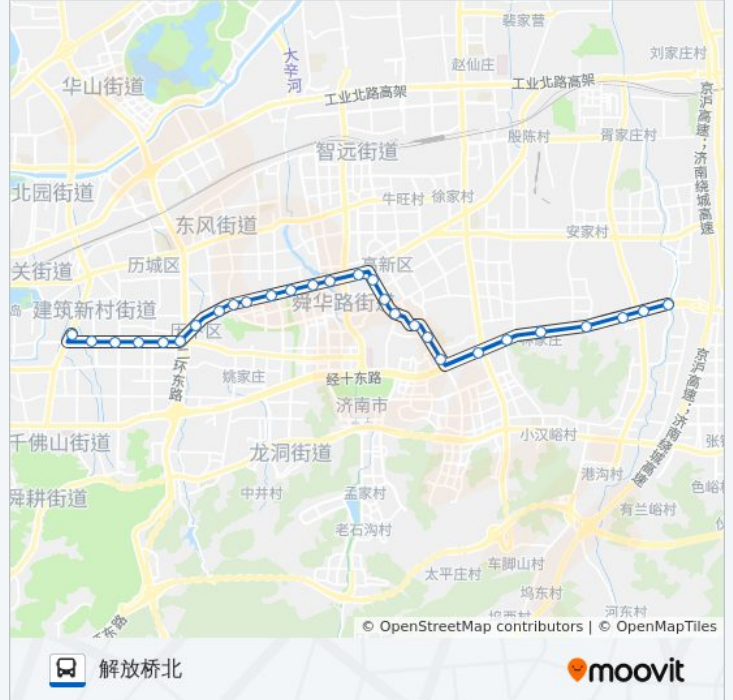 裴家营
大辛河
赵仙庄
刘家庄村
华山街道
工业北路高架
工业北路高架
京沪高速；济南绕城高速
殷陈村
胥家庄村
智远街道
北园街道
牛旺村
徐家村
东风街道
安家村
关街道
历城区
高新区
建筑新村街道
舜华路街
二环东路
姚家庄
经十东路
京沪高速；济南绕城高速
济南市
千佛山街道
小汉峪村
龙洞街道
港沟村
舜耕街道
中井村
孟家村
色峪
有兰峪村
老石沟村
车脚山村
太平庄村
坞东村
河东村
© OpenStreetMap contributors | © OpenMapTiles
解放桥北
moovit